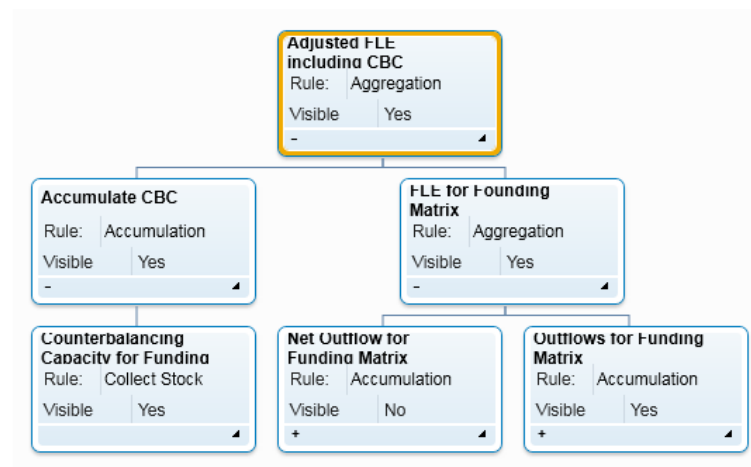 Adjusted FLE
including CBC
Rule: Aggregation
Visible Yes
-
Accumulate CBC
Rule: Accumulation
Visible Yes
-
FLE for Founding
Matrix
Rule: Aggregation
Visible Yes
-
Counterbalancing
Capacity for Funding
Rule: Collect Stock
Visible Yes
Net Outflow for
Funding Matrix
Rule: Accumulation
Visible No
+
Outflows for Funding
Matrix
Rule: Accumulation
Visible Yes
+